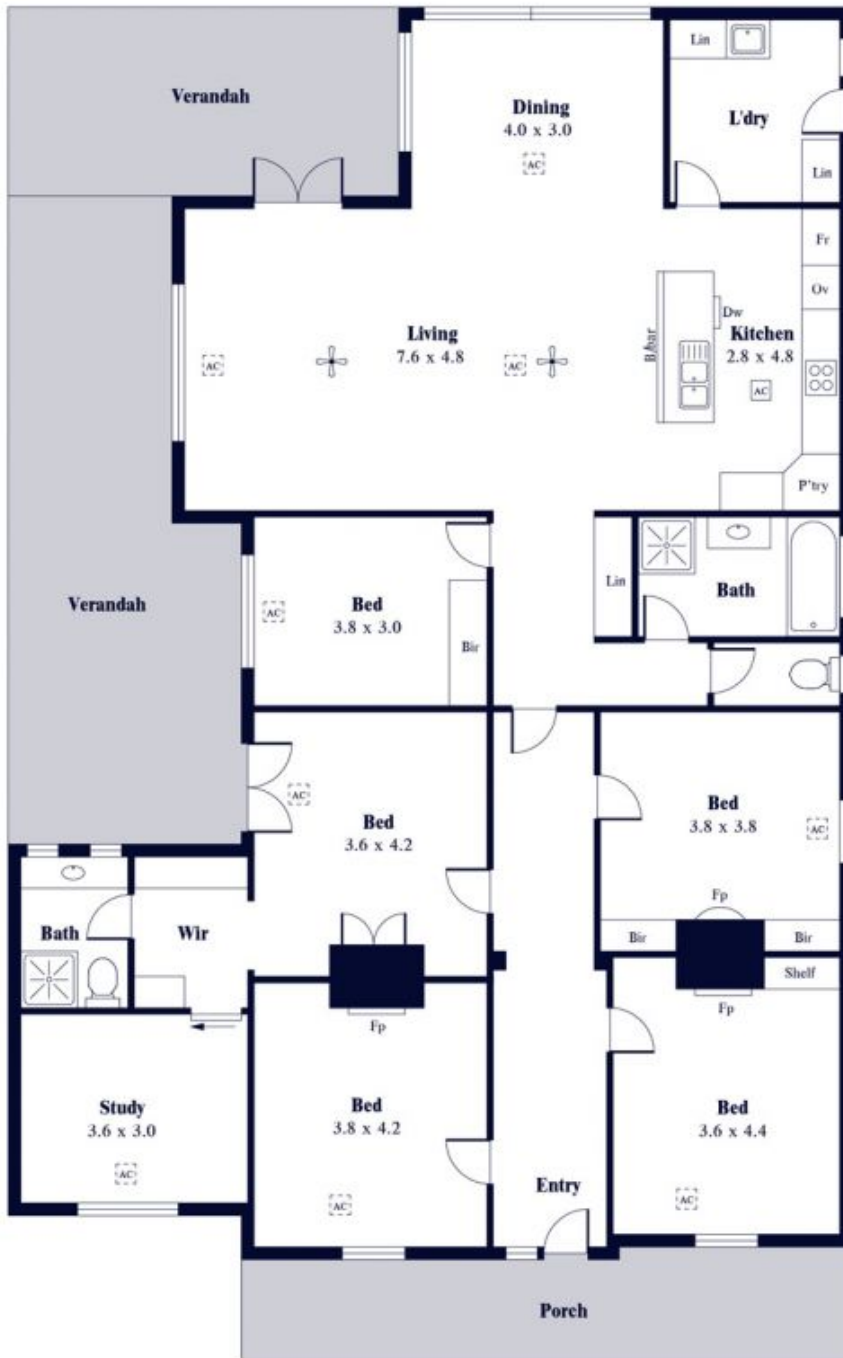 Verandah
Dining
4.0 x 3.0
AC
Lin
L'dry
Lin
Fr
Ov
Living
7.6 x 4.8
AC
AC
B/bar
Dw
Kitchen
2.8 x 4.8
AC
P'try
Verandah
Bed
3.8 x 3.0
AC
Bir
Lin
Bath
Bed
3.6 x 4.2
AC
Bed
3.8 x 3.8
AC
Fp
Bir
Bir
Bath
Wir
Shelf
Fp
Fp
Study
3.6 x 3.0
AC
Bed
3.8 x 4.2
AC
Entry
Bed
3.6 x 4.4
AC
Porch